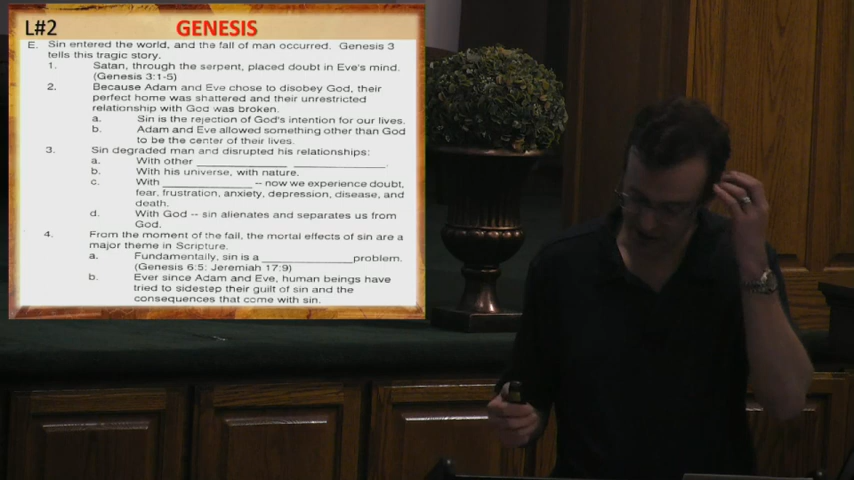 L#2 GENESIS
E. Sin entered the world, and the fall of man occurred. Genesis 3
tells this tragic story.
1. Satan, through the serpent, placed doubt in Eve's mind.
(Genesis 3:1-5)
2. Because Adam and Eve chose to disobey God, their
perfect home was shattered and their unrestricted
relationship with God was broken.
a. Sin is the rejection of God's intention for our lives.
b. Adam and Eve allowed something other than God
to be the center of their lives.
3. Sin degraded man and disrupted his relationships:
a. With other ______________ ______________.
b. With his universe, with nature.
c. With ______________ -- now we experience doubt,
fear, frustration, anxiety, depression, disease, and
death.
d. With God -- sin alienates and separates us from
God.
4. From the moment of the fall, the mortal effects of sin are a
major theme in Scripture.
a. Fundamentally, sin is a ______________problem.
(Genesis 6:5; Jeremiah 17:9)
b. Ever since Adam and Eve, human beings have
tried to sidestep their guilt of sin and the
consequences that come with sin.